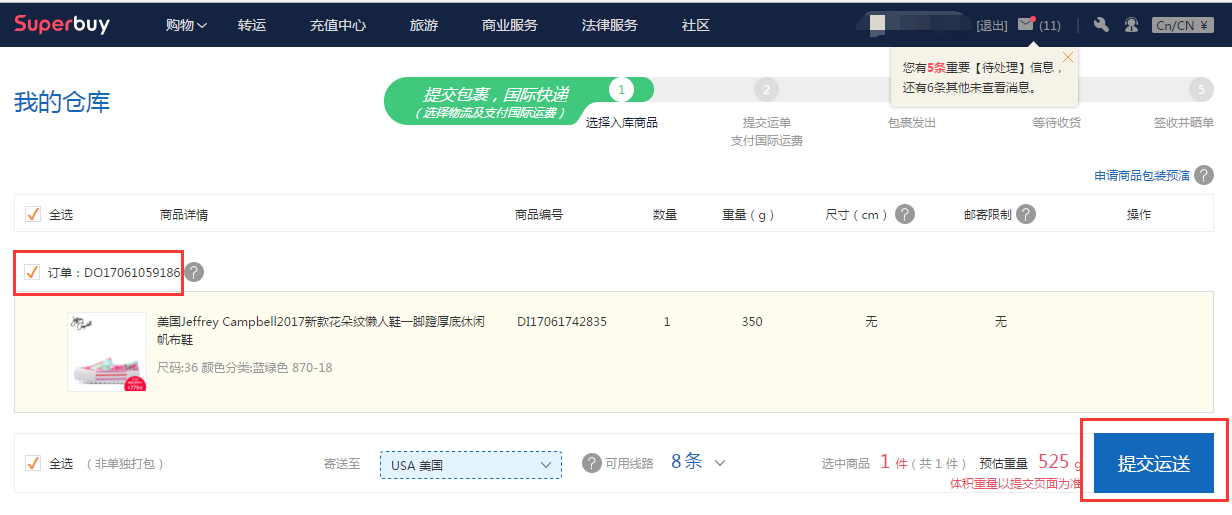 Superbuy 购物 转运 充值中心 旅游 商业服务 法律服务 社区 [退出] (11) Cn/CN ¥
您有5条重要【待处理】信息，
还有6条其他未查看消息。
我的仓库
提交包裹，国际快递
（选择物流及支付国际运费）
1 2 5
选择入库商品 提交运单 包裹发出 等待收货 签收并晒单
支付国际运费
申请商品包装预演 ?
全选 商品详情 商品编号 数量 重量（g） 尺寸（cm） ? 邮寄限制 ? 操作
订单：DO17061059186 ?
美国Jeffrey Campbell2017新款花朵纹懒人鞋一脚蹬厚底休闲 DI17061742835 1 350 无 无
帆布鞋
尺码:36 颜色分类:蓝绿色 870-18
全选 （非单独打包） 寄送至 USA 美国 ? 可用线路 8 条 选中商品 1 件（共 1 件） 预估重量 525 g 提交运送
体积重量以提交页面为准